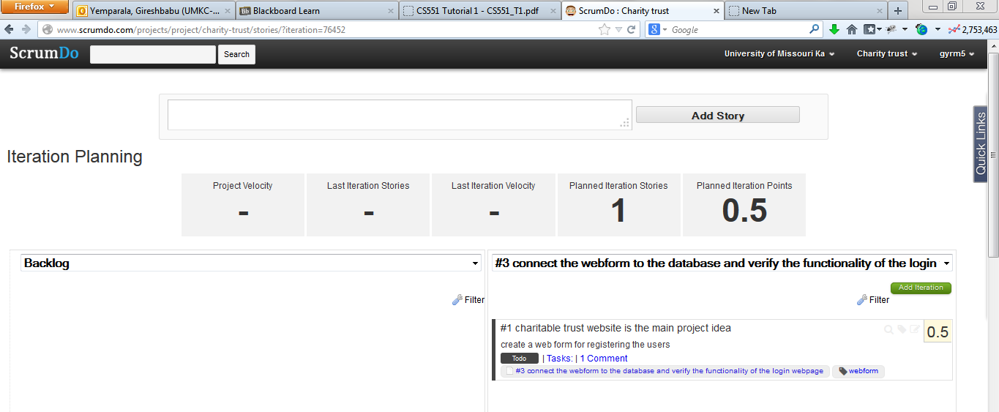 Firefox
Yemparala, Gireshbabu (UMKC-...
Blackboard Learn
CS551 Tutorial 1 - CS551_T1.pdf
ScrumDo : Charity trust
New Tab
www.scrumdo.com/projects/project/charity-trust/stories/?iteration=76452
Google
2,753,463
ScrumDo
Search
University of Missouri Ka
Charity trust
gyrm5
Add Story
Quick Links
Iteration Planning
Project Velocity
-
Last Iteration Stories
-
Last Iteration Velocity
-
Planned Iteration Stories
1
Planned Iteration Points
0.5
Backlog
Filter
#3 connect the webform to the database and verify the functionality of the login
Add Iteration
Filter
#1 charitable trust website is the main project idea
0.5
create a web form for registering the users
Todo | Tasks: | 1 Comment
#3 connect the webform to the database and verify the functionality of the login webpage
webform